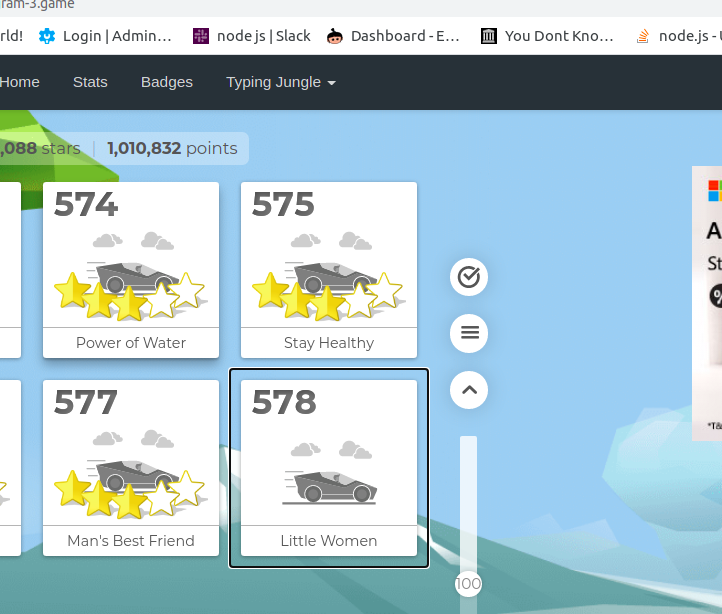 ram-3.game
rld! Login | Admin... node js | Slack Dashboard - E... You Dont Kno... node.js -
Home Stats Badges Typing Jungle
,088 stars | 1,010,832 points
574 575
Power of Water Stay Healthy
577 578
Man's Best Friend Little Women
100
A
St
%
*T&